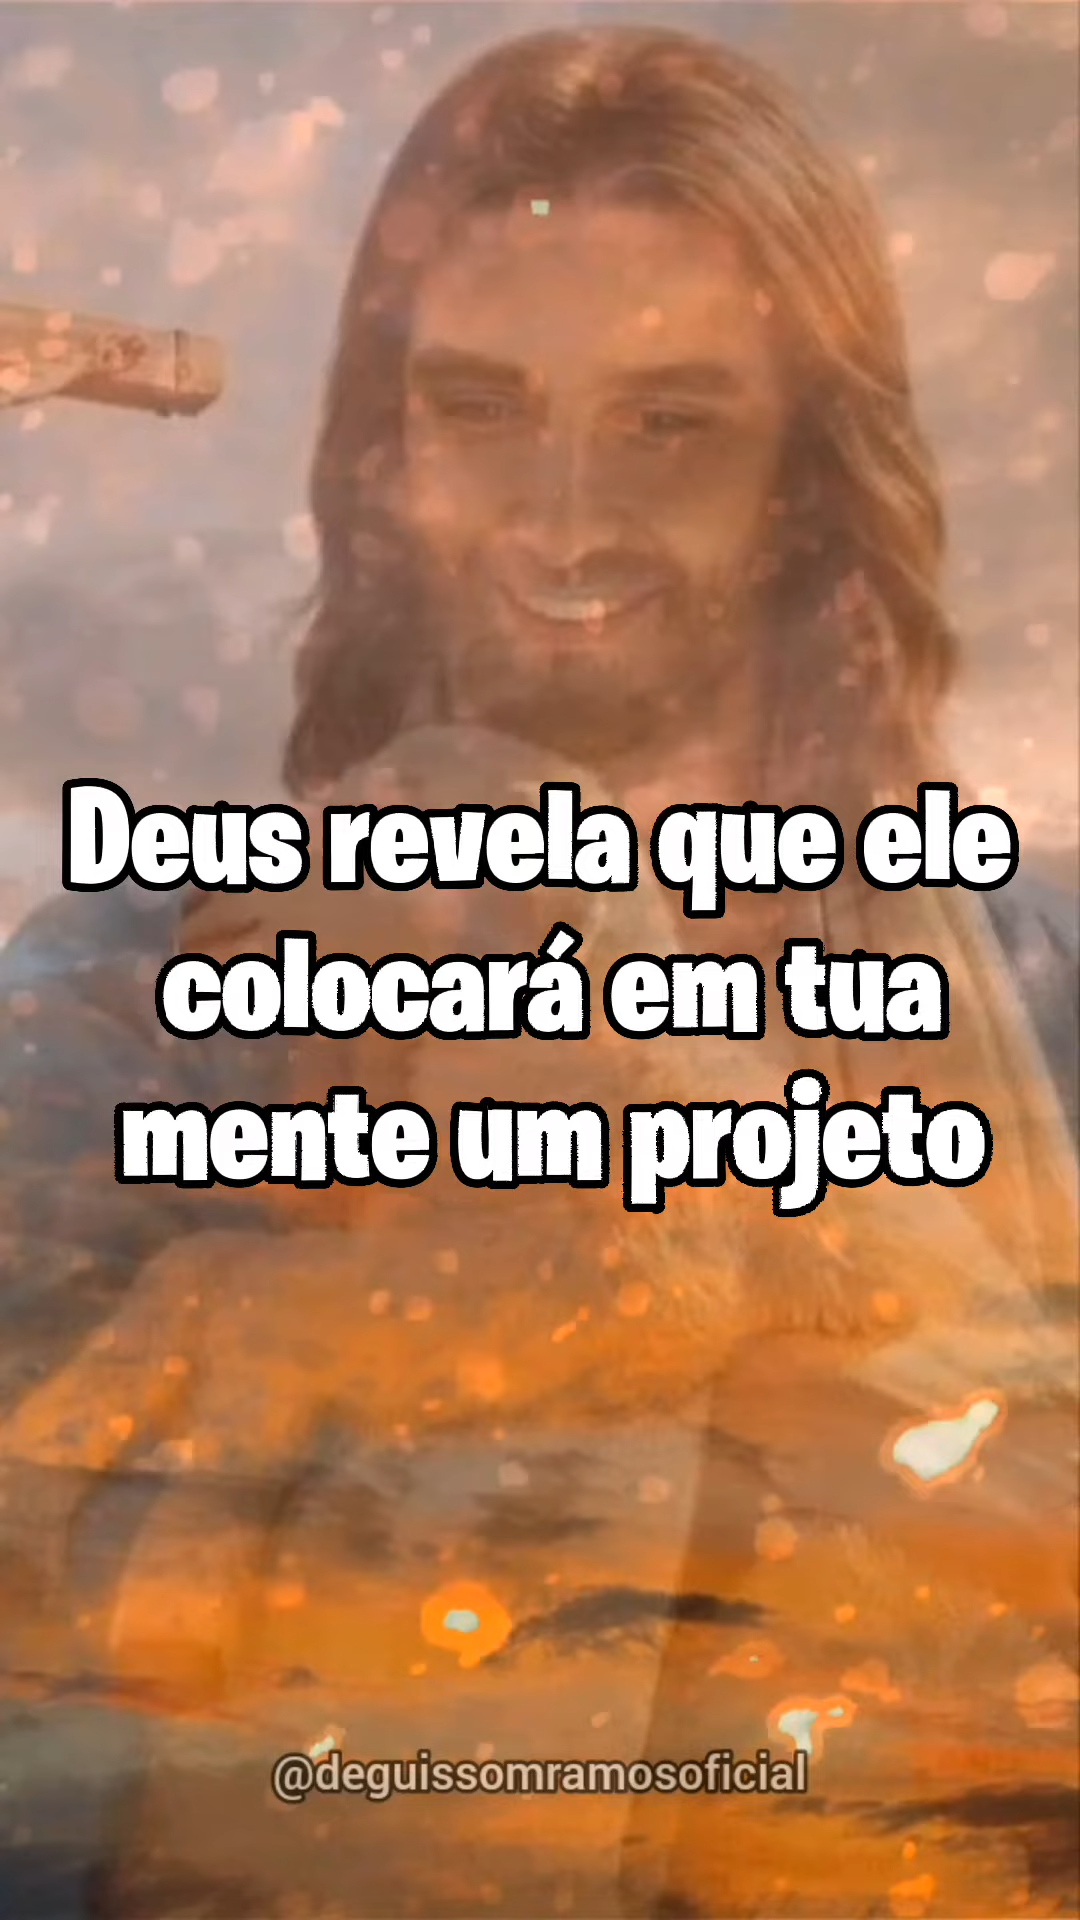 Deus revela que ele
colocará em tua
mente um projeto
@deguissomramosoficial